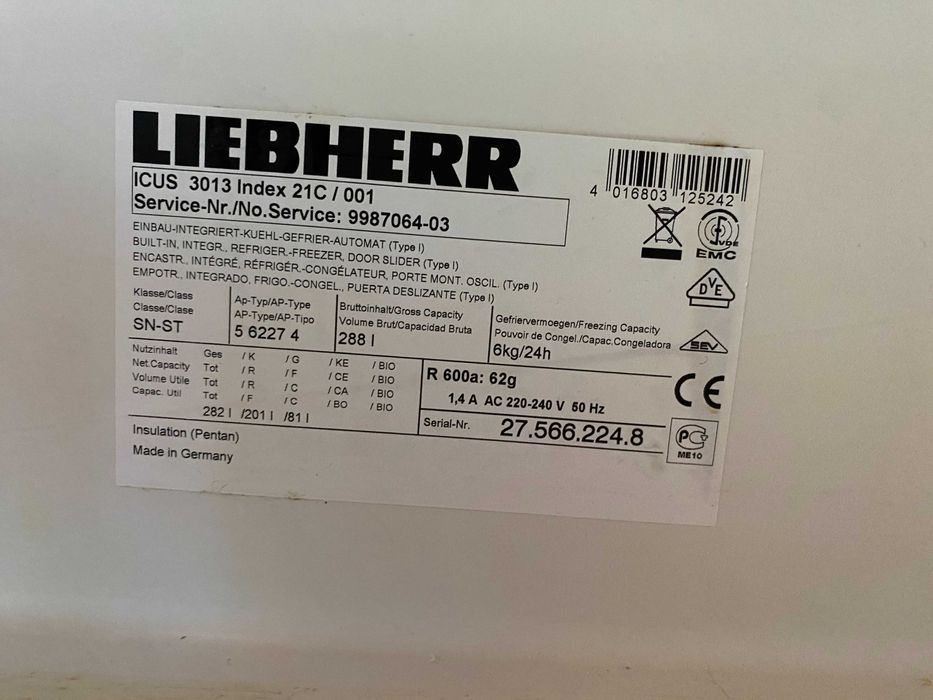 LIEBHERR
ICUS 3013 Index 21C / 001
Service-Nr./No.Service: 9987064-03
4 016803 125242
VDE
EMC
EINBAU-INTEGRIERT-KUEHL-GEFRIER-AUTOMAT (Type I)
BUILT-IN, INTEGR., REFRIGER.-FREEZER, DOOR SLIDER (Type I)
ENCASTR., INTÉGRÉ, RÉFRIGÉR.-CONGÉLATEUR, PORTE MONT. OSCIL. (Type I)
EMPOTR., INTEGRADO, FRIGO.-CONGEL., PUERTA DESLIZANTE (Type I)
DVE
Klasse/Class
Classe/Clase
SN-ST
Ap-Typ/AP-Type
AP-Type/AP-Tipo
5 6227 4
Bruttoinhalt/Gross Capacity
Volume Brut/Capacidad Bruta
288 l
Gefriervermoegen/Freezing Capacity
Pouvoir de Congel./Capac.Congeladora
6kg/24h
SEV
Nutzinhalt Ges / K / G / KE / BIO
Net.Capacity Tot / R / F / CE / BIO
Volume Utile Tot / R / C / CA / BIO
Capac. Util Tot / F / C / BO / BIO
282 l /201 l /81 l
R 600a: 62g
1,4 A AC 220-240 V 50 Hz
CE
Serial-Nr. 27.566.224.8
ME10
Insulation (Pentan)
Made in Germany